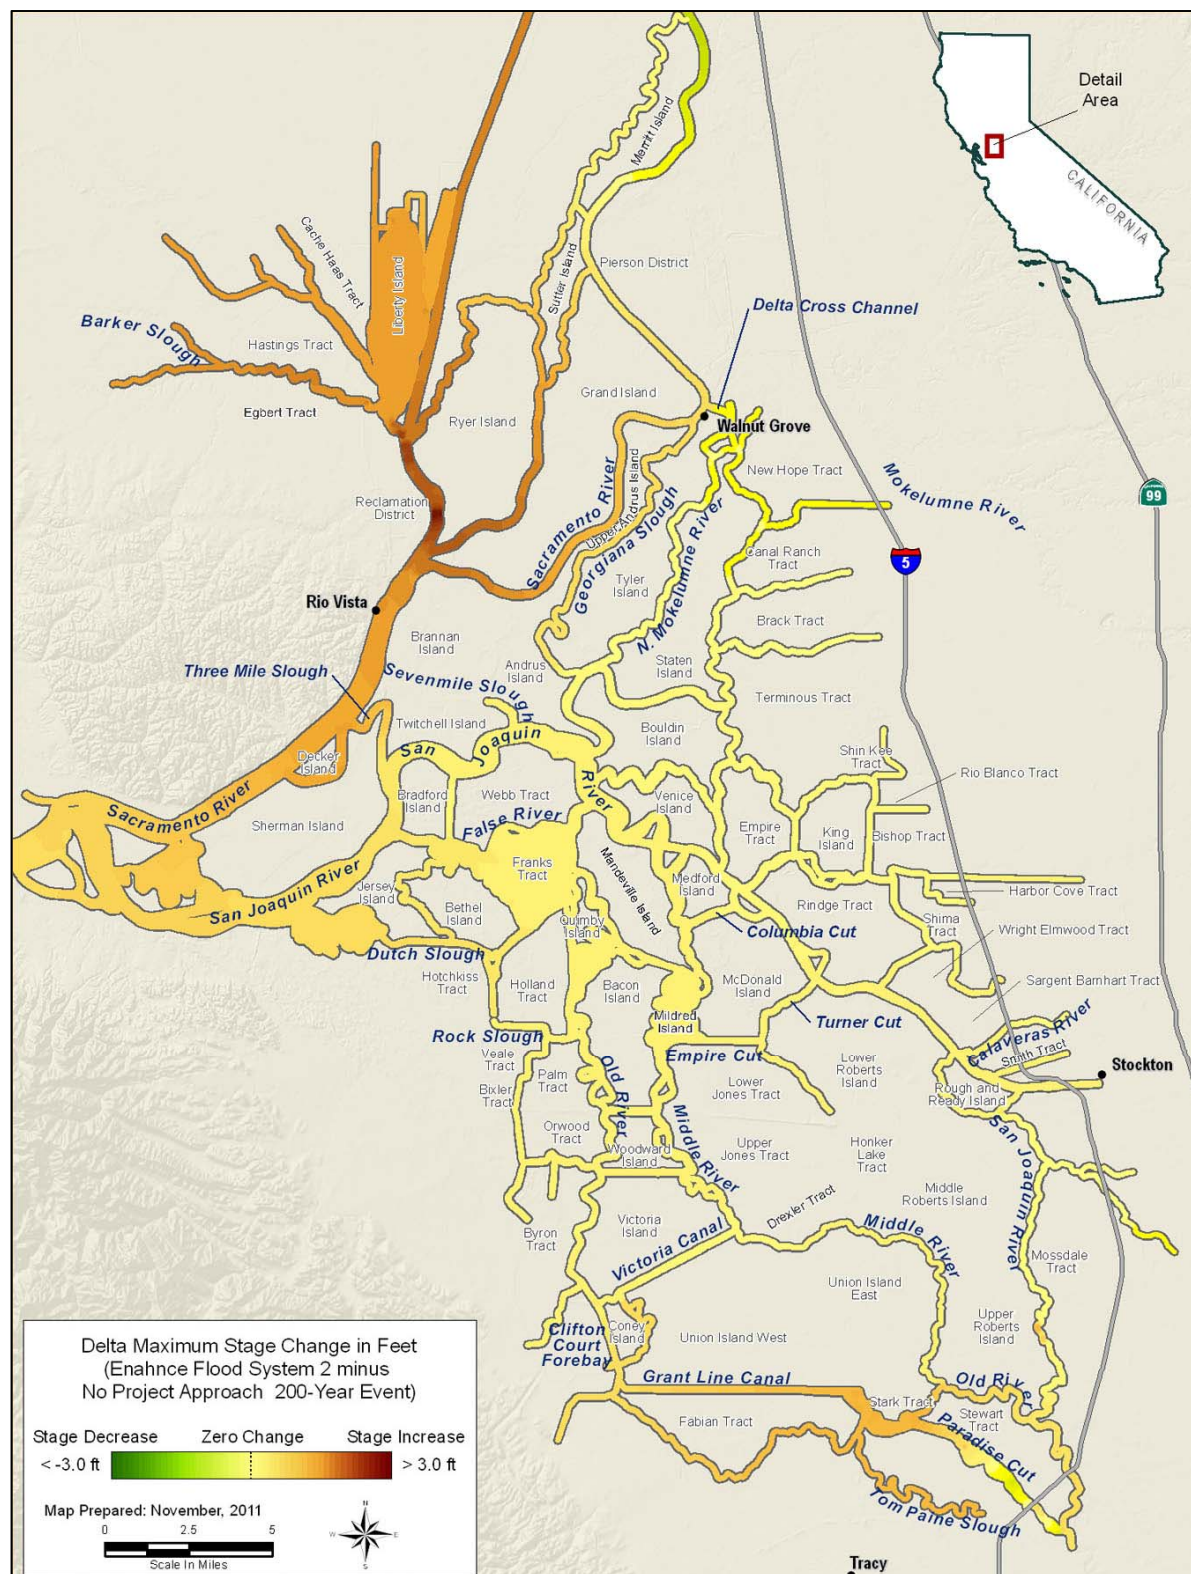 Detail
Area
CALIFORNIA
Merritt Island
Cache Haas Tract
Liberty Island
Sutter Island
Pierson District
Delta Cross Channel
Barker Slough
Hastings Tract
Egbert Tract
Ryer Island
Grand Island
Walnut Grove
New Hope Tract
Mokelumne River
99
5
Reclamation
District
Sacramento River
Upper Andrus Island
Georgiana Slough
N. Mokelumne River
Canal Ranch
Tract
Tyler
Island
Rio Vista
Brannan
Island
Brack Tract
Three Mile Slough
Sevenmile Slough
Andrus
Island
Staten
Island
Terminous Tract
Twitchell Island
San Joaquin River
Bouldin
Island
Shin Kee
Tract
Rio Blanco Tract
Decker
Island
Sacramento River
Sherman Island
Bradford
Island
Webb Tract
False River
Venice
Island
Empire
Tract
King
Island
Bishop Tract
San Joaquin River
Jersey
Island
Franks
Tract
Mandeville Island
Medford
Island
Rindge Tract
Harbor Cove Tract
Bethel
Island
Quimby
Island
Columbia Cut
Shima
Tract
Wright Elmwood Tract
Dutch Slough
Hotchkiss
Tract
Holland
Tract
Bacon
Island
McDonald
Island
Sargent Barnhart Tract
Mildred
Island
Turner Cut
Calaveras River
Rock Slough
Veale
Tract
Empire Cut
Smith Tract
Stockton
Bixler
Tract
Palm
Tract
Old River
Lower
Jones Tract
Lower
Roberts
Island
Rough and
Ready Island
Orwood
Tract
Woodward
Island
Middle River
Upper
Jones Tract
Honker
Lake
Tract
San Joaquin River
Middle
Roberts Island
Byron
Tract
Victoria
Island
Victoria Canal
Drexler Tract
Middle River
Mossdale
Tract
Union Island
East
Clifton
Court
Forebay
Coney
Island
Union Island West
Upper
Roberts
Island
Grant Line Canal
Stark Tract
Old River
Fabian Tract
Stewart
Tract
Paradise Cut
Tom Paine Slough
Tracy
Delta Maximum Stage Change in Feet
(Enahnce Flood System 2 minus
No Project Approach 200-Year Event)
Stage Decrease Zero Change Stage Increase
< -3.0 ft > 3.0 ft
Map Prepared: November, 2011
0 2.5 5
Scale In Miles
N
W E
S